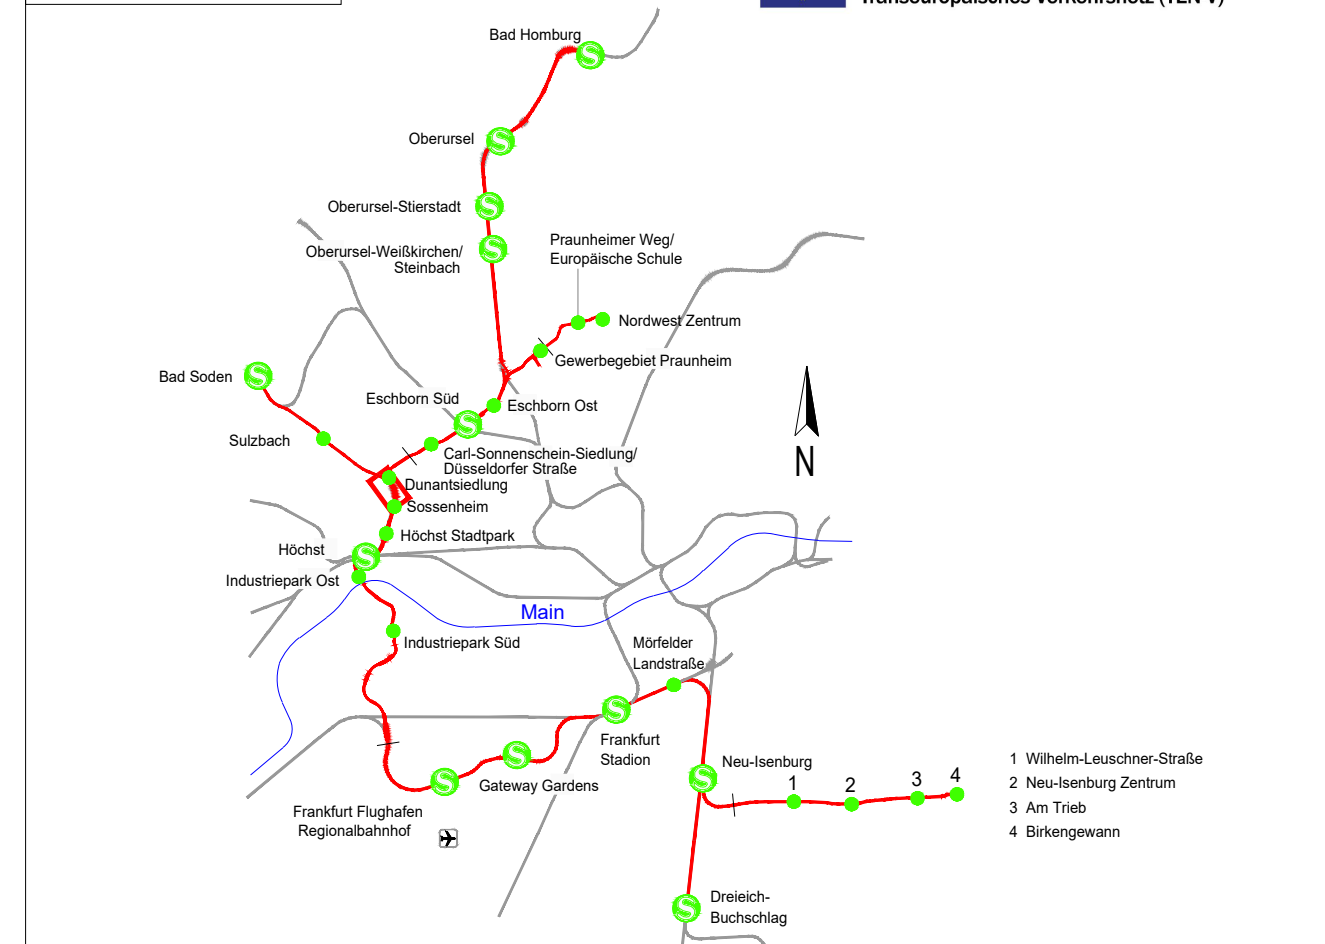 Transeuropäisches Verkehrsnetz (TEN-V)
Bad Homburg
Oberursel
Oberursel-Stierstadt
Oberursel-Weißkirchen/
Steinbach
Praunheimer Weg/
Europäische Schule
Nordwest Zentrum
Gewerbegebiet Praunheim
Bad Soden
Eschborn Süd
Eschborn Ost
Sulzbach
Carl-Sonnenschein-Siedlung/
Düsseldorfer Straße
Dunantsiedlung
Sossenheim
N
Höchst Stadtpark
Höchst
Industriepark Ost
Main
Industriepark Süd
Mörfelder
Landstraße
Frankfurt
Stadion
Neu-Isenburg
Gateway Gardens
Frankfurt Flughafen
Regionalbahnhof
1 2 3 4
1 Wilhelm-Leuschner-Straße
2 Neu-Isenburg Zentrum
3 Am Trieb
4 Birkengewann
Dreieich-
Buchschlag
S
S
S
S
S
S
S
S
S
S
S
S